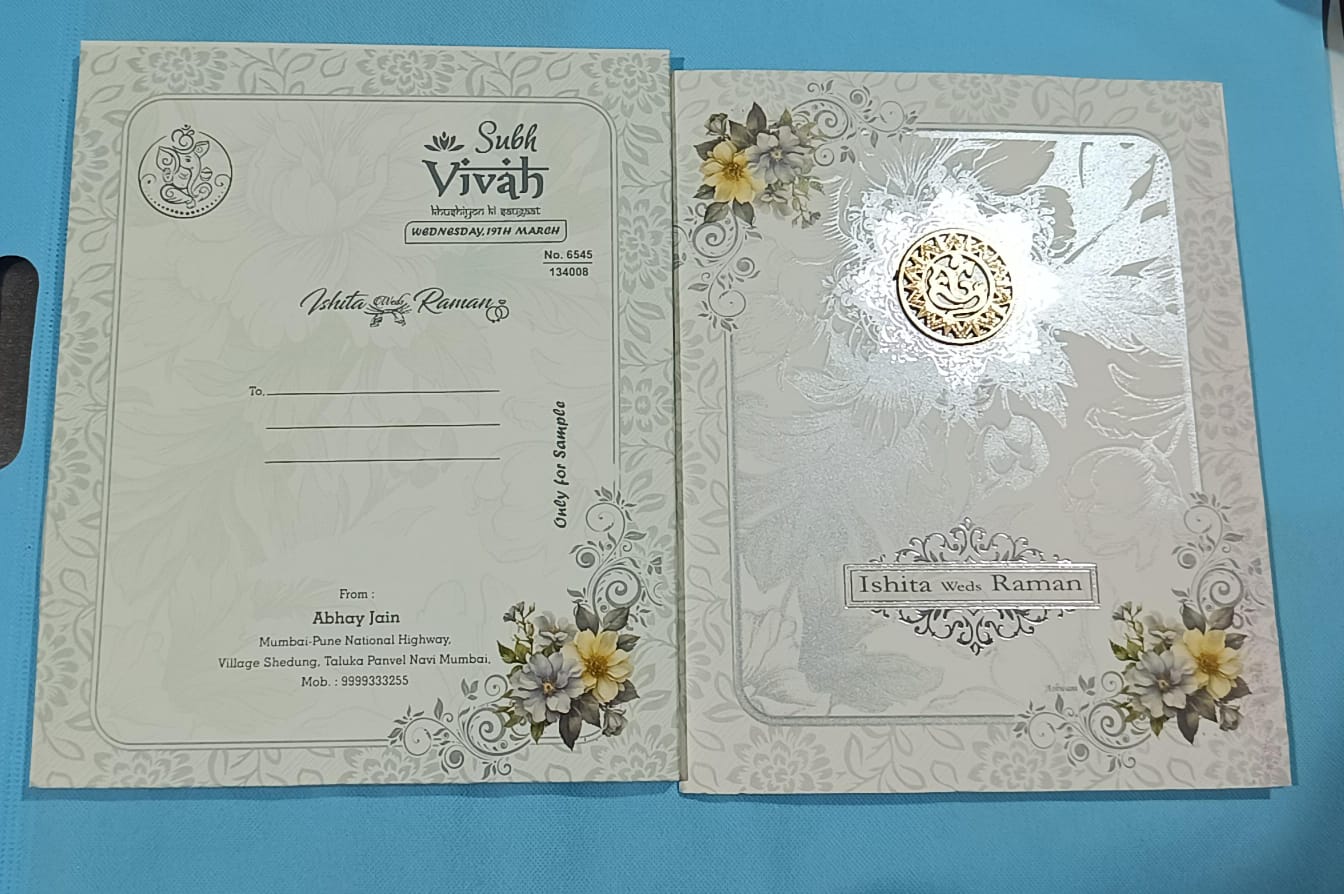 Subh
Vivah
khushiyon ki saugaat
WEDNESDAY, 19TH MARCH
No. 6545
134008
Ishita Weds Raman
To,
Only for Sample
From :
Abhay Jain
Mumbai-Pune National Highway,
Village Shedung, Taluka Panvel Navi Mumbai,
Mob. : 9999333255
Ishita Weds Raman